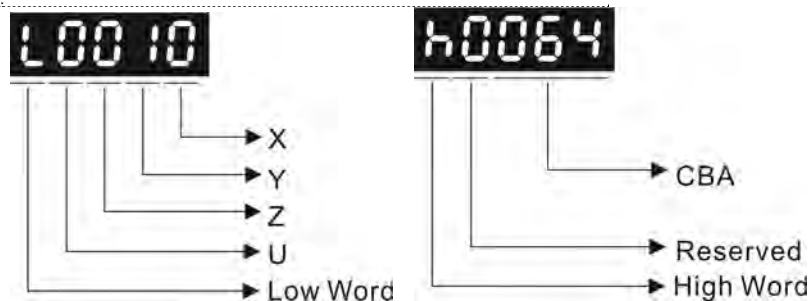 L0010
X
Y
Z
U
Low Word
h0064
CBA
Reserved
High Word